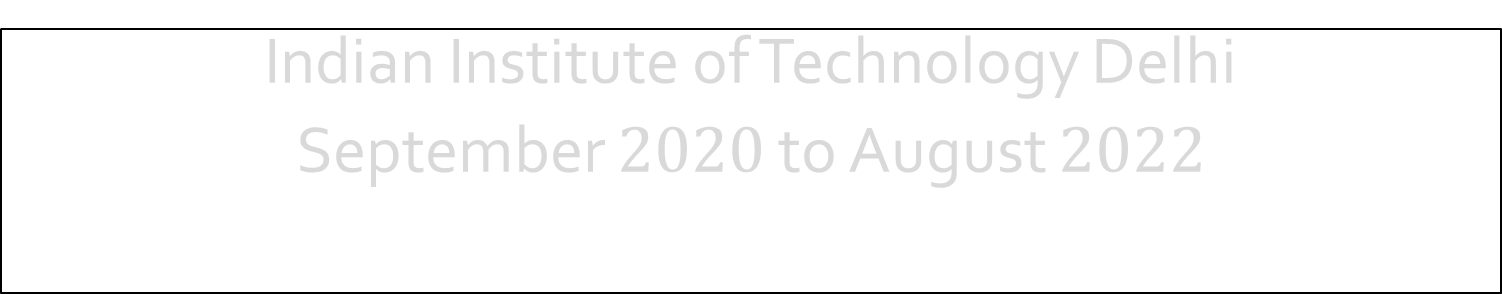 Indian Institute of Technology Delhi
September 2020 to August 2022